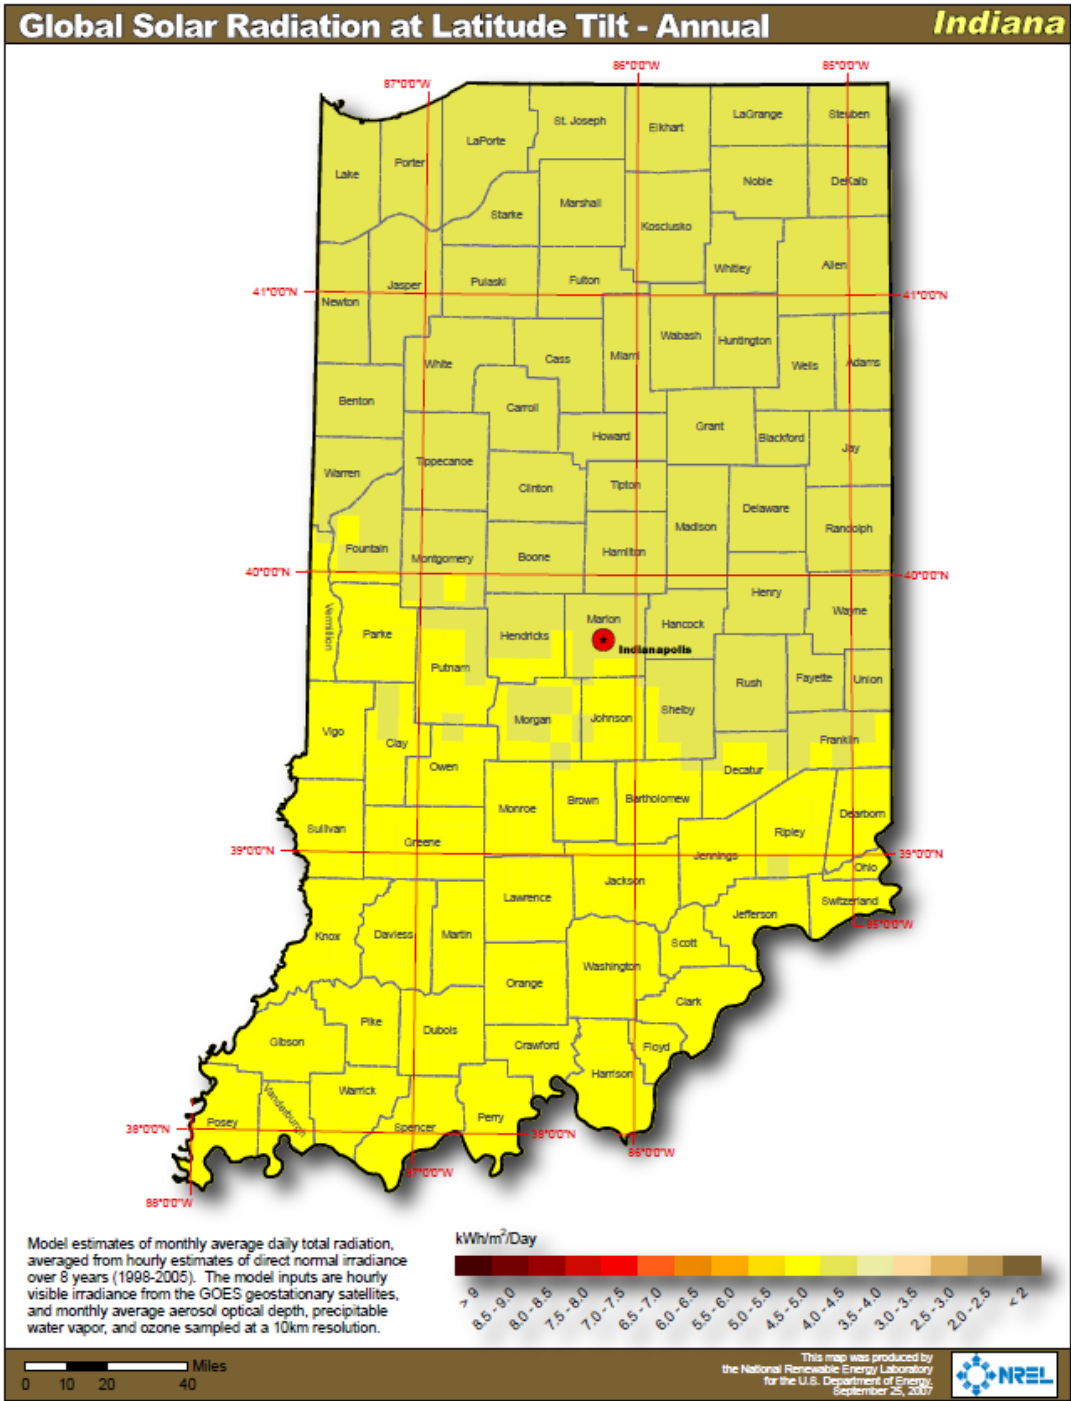 Global Solar Radiation at Latitude Tilt - Annual
Indiana
87°0'0"W
86°0'0"W
85°0'0"W
St. Joseph
Elkhart
LaGrange
Steuben
LaPorte
Porter
Lake
Noble
DeKalb
Marshall
Starke
Kosciusko
Whitley
Allen
Jasper
Pulaski
Fulton
41°0'0"N
41°0'0"N
Newton
Wabash
Huntington
White
Cass
Miami
Wells
Adams
Benton
Carroll
Grant
Howard
Blackford
Jay
Tippecanoe
Warren
Clinton
Tipton
Delaware
Madison
Randolph
Fountain
Montgomery
Boone
Hamilton
40°0'0"N
40°0'0"N
Henry
Wayne
Vermillion
Parke
Hendricks
Marion
Hancock
Indianapolis
Putnam
Rush
Fayette
Union
Morgan
Johnson
Shelby
Vigo
Clay
Franklin
Owen
Decatur
Monroe
Brown
Bartholomew
Dearborn
Sullivan
Greene
Ripley
39°0'0"N
39°0'0"N
Jennings
Ohio
Jackson
Lawrence
Switzerland
Jefferson
85°0'0"W
Knox
Daviess
Martin
Scott
Washington
Orange
Clark
Pike
Dubois
Gibson
Crawford
Floyd
Harrison
Warrick
Vanderburgh
Posey
Spencer
Perry
38°0'0"N
38°0'0"N
86°0'0"W
87°0'0"W
88°0'0"W
Model estimates of monthly average daily total radiation,
averaged from hourly estimates of direct normal irradiance
over 8 years (1998-2005). The model inputs are hourly
visible irradiance from the GOES geostationary satellites,
and monthly average aerosol optical depth, precipitable
water vapor, and ozone sampled at a 10km resolution.
kWh/m²/Day
> 9
8.5 - 9.0
8.0 - 8.5
7.5 - 8.0
7.0 - 7.5
6.5 - 7.0
6.0 - 6.5
5.5 - 6.0
5.0 - 5.5
4.5 - 5.0
4.0 - 4.5
3.5 - 4.0
3.0 - 3.5
2.5 - 3.0
2.0 - 2.5
< 2
Miles
0 10 20 40
This map was produced by
the National Renewable Energy Laboratory
for the U.S. Department of Energy.
September 25, 2007
NREL